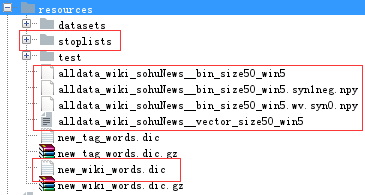 resources
datasets
stoplists
test
alldata_wiki_sohuNews__bin_size50_win5
alldata_wiki_sohuNews__bin_size50_win5.syn1neg.npy
alldata_wiki_sohuNews__bin_size50_win5.wv.syn0.npy
alldata_wiki_sohuNews__vector_size50_win5
new_tag_words.dic
new_tag_words.dic.gz
new_wiki_words.dic
new_wiki_words.dic.gz